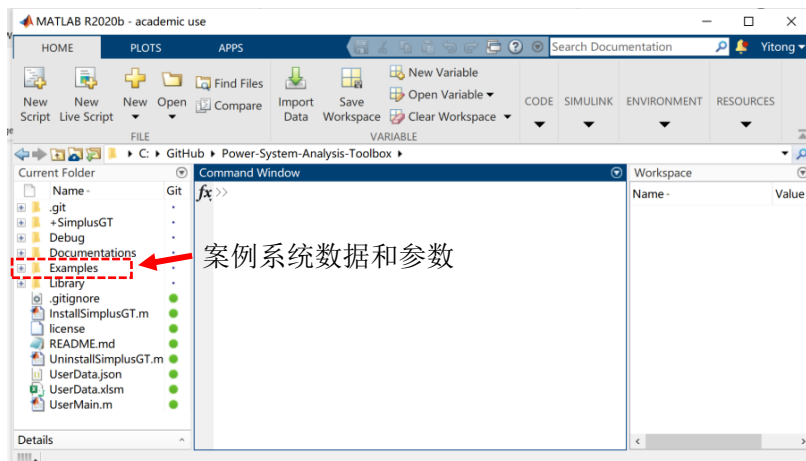 MATLAB R2020b - academic use
HOME PLOTS APPS Search Documentation Yitong
New Script New Live Script New Open Find Files Compare Import Data Save Workspace New Variable Open Variable Clear Workspace CODE SIMULINK ENVIRONMENT RESOURCES
FILE VARIABLE
C: GitHub Power-System-Analysis-Toolbox
Current Folder Command Window Workspace
Name Git fx >> Name Value
.git
+SimplusGT
Debug
Documentations
Examples 案例系统数据和参数
Library
.gitignore
InstallSimplusGT.m
license
README.md
UninstallSimplusGT.m
UserData.json
UserData.xlsm
UserMain.m
Details